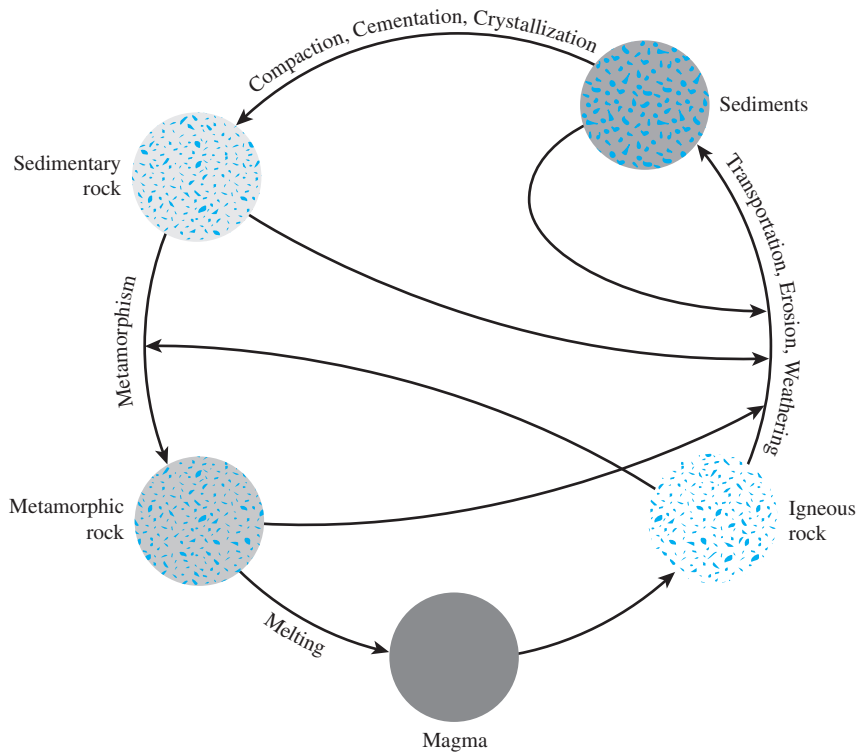 Compaction, Cementation, Crystallization
Sediments
Sedimentary
rock
Transportation, Erosion, Weathering
Metamorphism
Metamorphic
rock
Igneous
rock
Melting
Magma